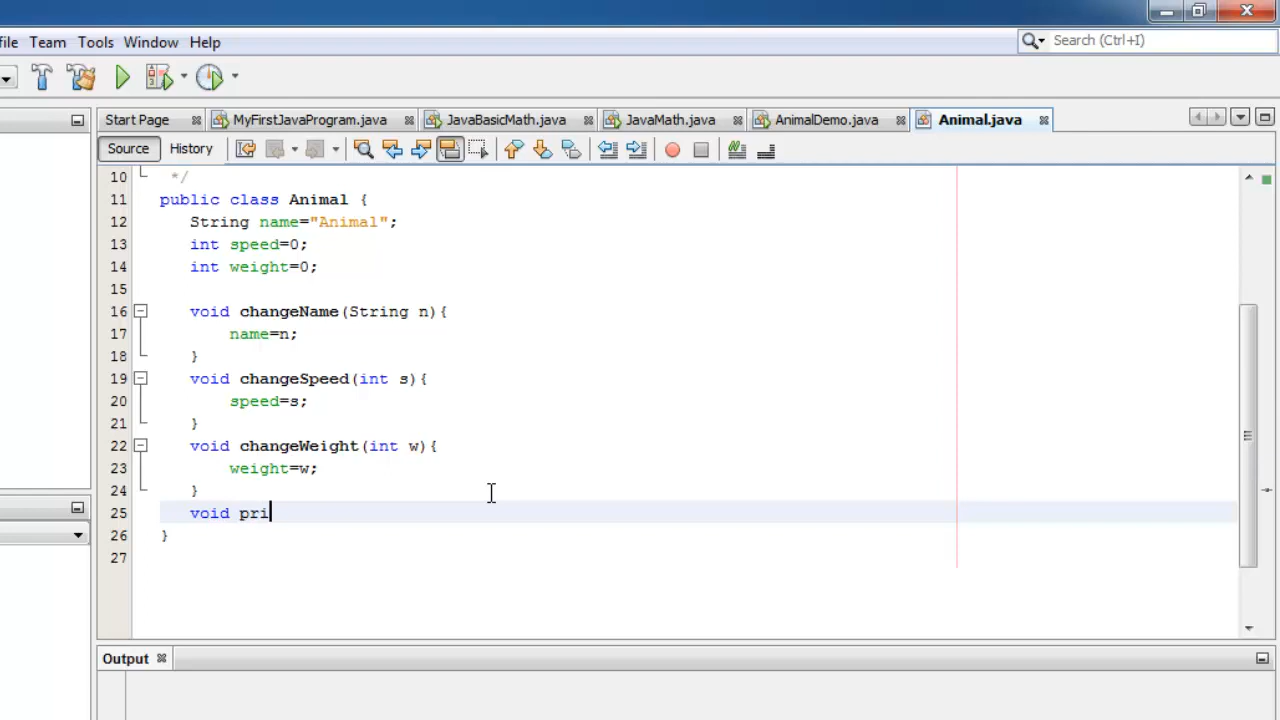 file Team Tools Window Help
Search (Ctrl+I)
Start Page MyFirstJavaProgram.java JavaBasicMath.java JavaMath.java AnimalDemo.java Animal.java
Source History
10 */
11 public class Animal {
12 String name="Animal";
13 int speed=0;
14 int weight=0;
15
16 void changeName(String n){
17 name=n;
18 }
19 void changeSpeed(int s){
20 speed=s;
21 }
22 void changeWeight(int w){
23 weight=w;
24 }
25 void pri
26 }
27
Output